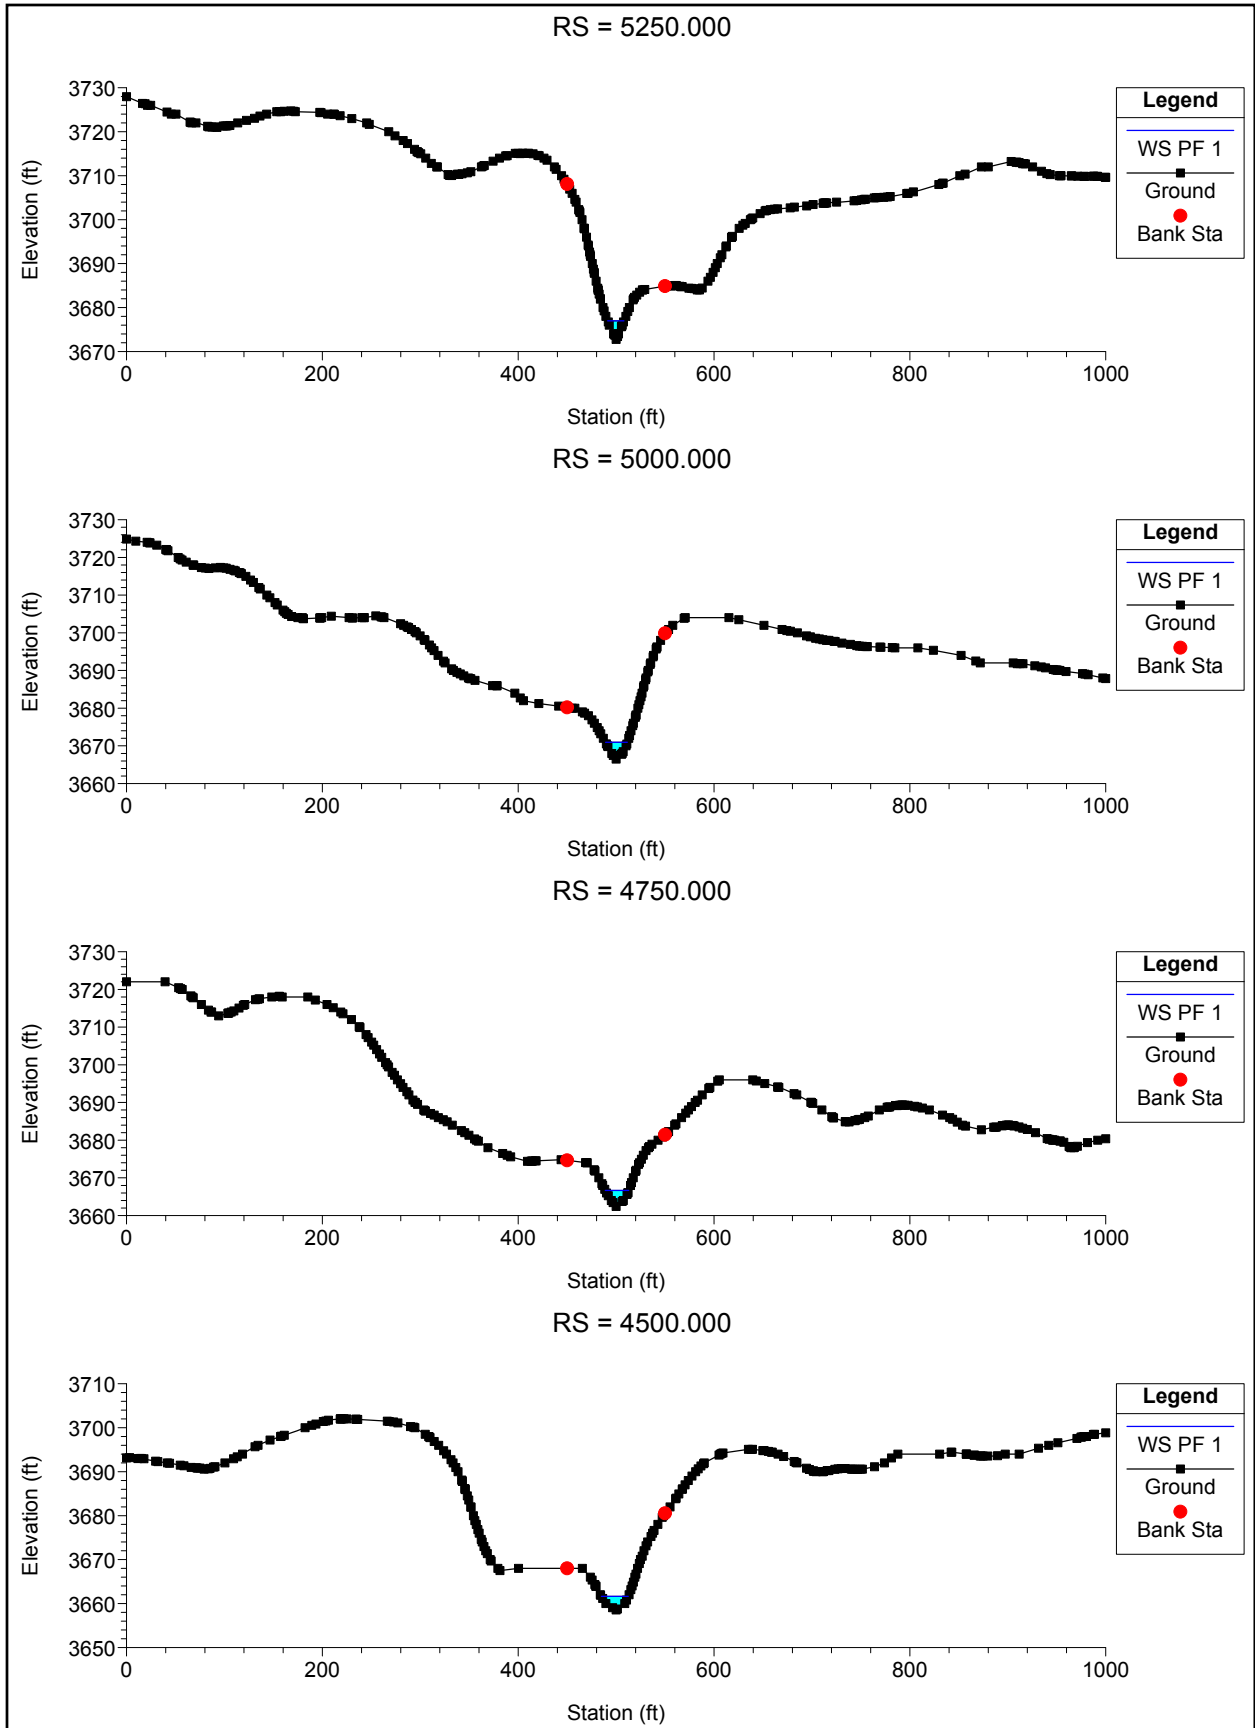 RS = 5250.000
3730
3720
3710
3700
3690
3680
3670
Elevation (ft)
0 200 400 600 800 1000
Station (ft)
Legend
WS PF 1
Ground
Bank Sta
RS = 5000.000
3730
3720
3710
3700
3690
3680
3670
3660
Elevation (ft)
0 200 400 600 800 1000
Station (ft)
Legend
WS PF 1
Ground
Bank Sta
RS = 4750.000
3730
3720
3710
3700
3690
3680
3670
3660
Elevation (ft)
0 200 400 600 800 1000
Station (ft)
Legend
WS PF 1
Ground
Bank Sta
RS = 4500.000
3710
3700
3690
3680
3670
3660
3650
Elevation (ft)
0 200 400 600 800 1000
Station (ft)
Legend
WS PF 1
Ground
Bank Sta